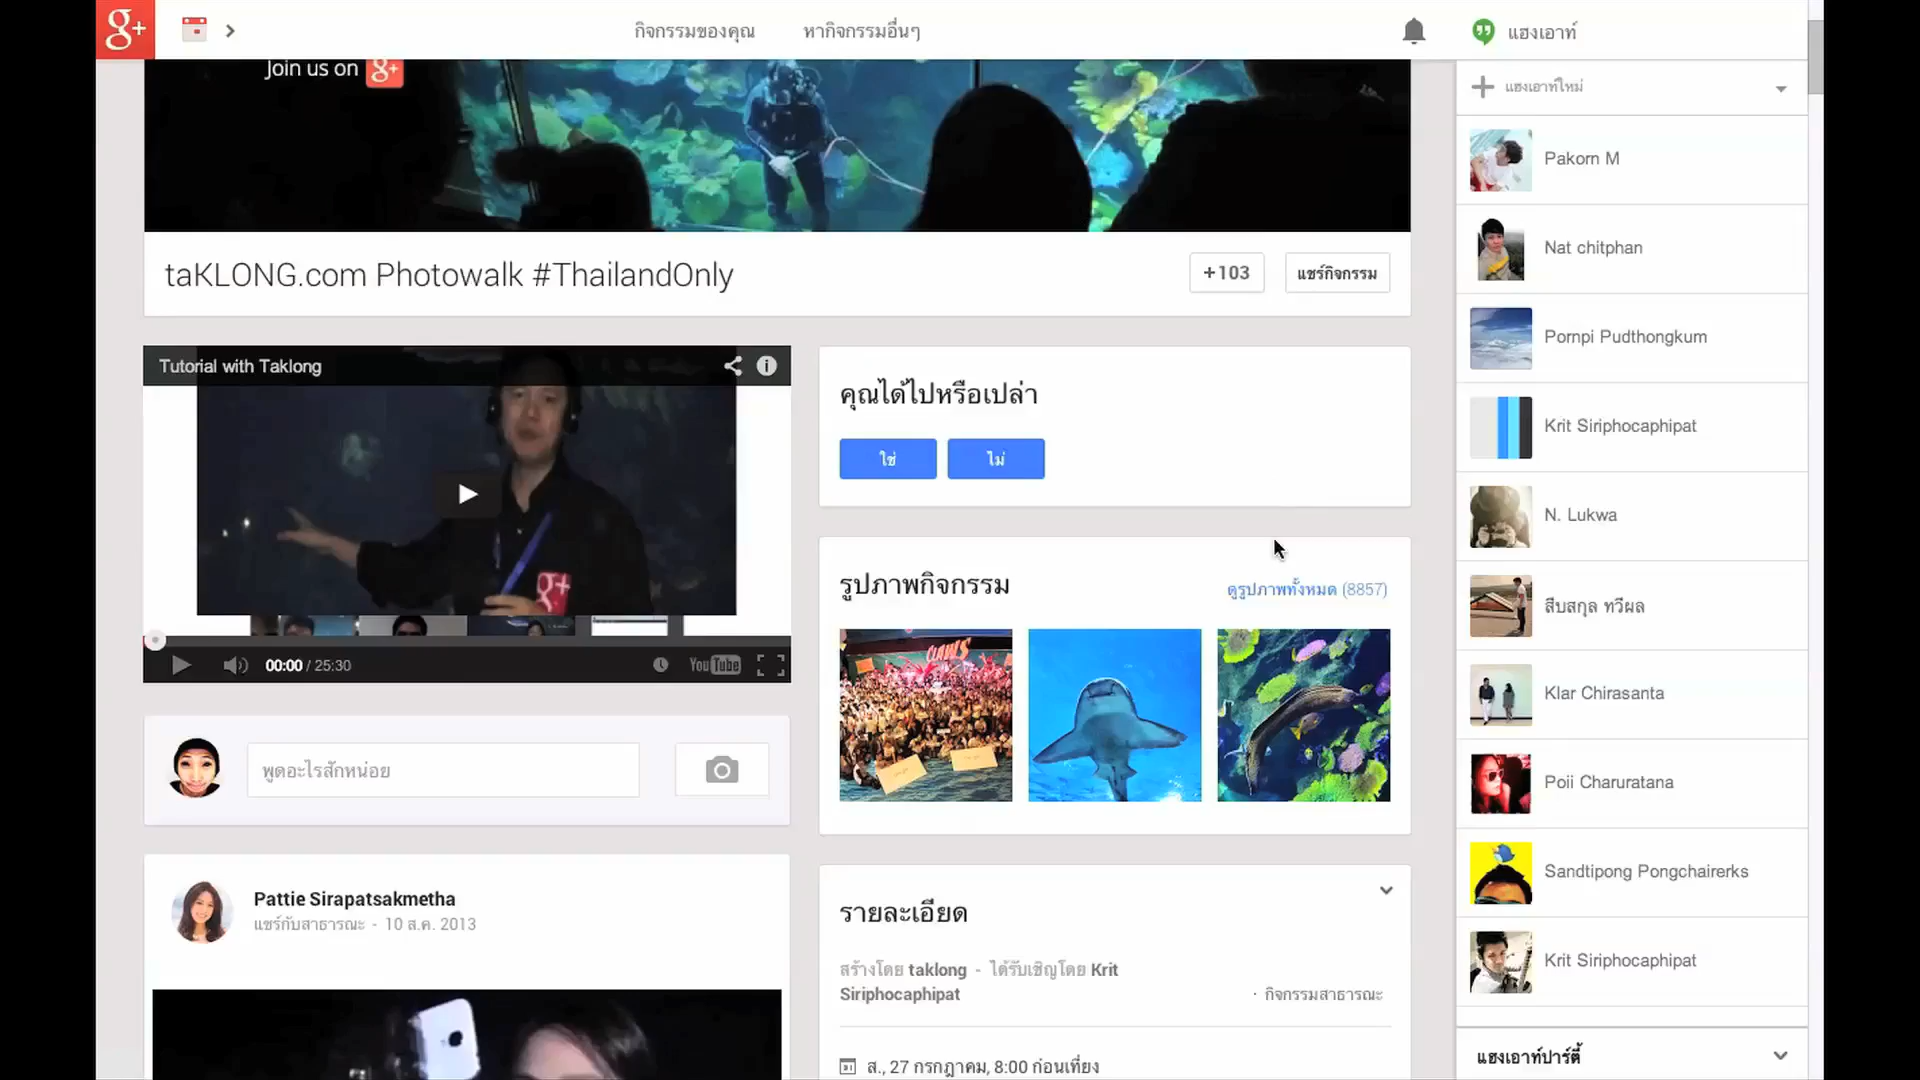 g+ กิจกรรมของคุณ หากิจกรรมอื่นๆ แฮงเอาท์
Join us on g+
taKLONG.com Photowalk #ThailandOnly
+103 แชร์กิจกรรม
Tutorial with Taklong
g+
00:00 / 25:30 YouTube
พูดอะไรสักหน่อย
Pattie Sirapatsakmetha
แชร์กับสาธารณะ - 10 ส.ค. 2013
คุณได้ไปหรือเปล่า
ใช่ ไม่
รูปภาพกิจกรรม ดูรูปภาพทั้งหมด (8857)
รายละเอียด
สร้างโดย taklong - ได้รับเชิญโดย Krit
Siriphocaphipat · กิจกรรมสาธารณะ
31 ส., 27 กรกฎาคม, 8:00 ก่อนเที่ยง
แฮงเอาท์ใหม่
Pakorn M
Nat chitphan
Pornpi Pudthongkum
Krit Siriphocaphipat
N. Lukwa
สืบสกุล ทวีผล
Klar Chirasanta
Poii Charuratana
Sandtipong Pongchairerks
Krit Siriphocaphipat
แฮงเอาท์ปาร์ตี้